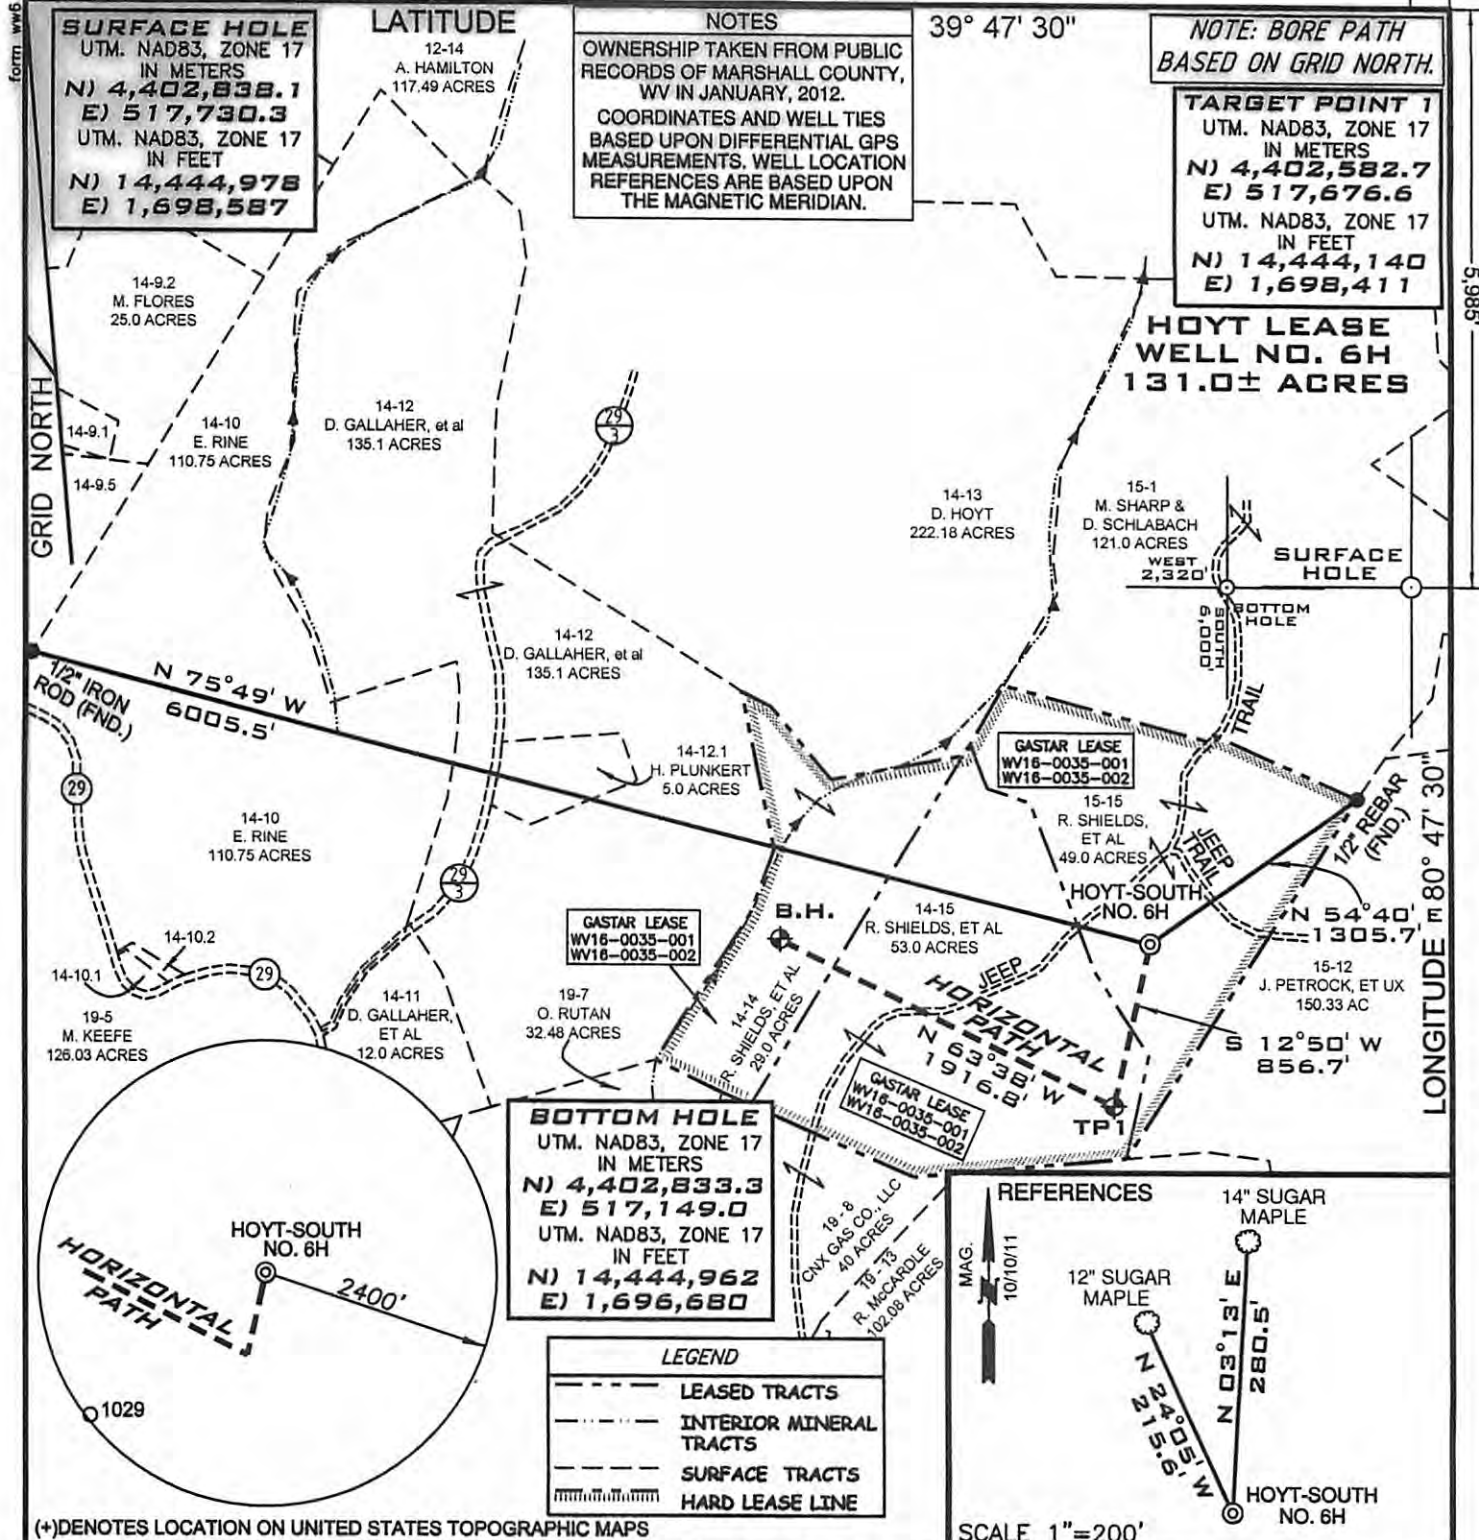 form ww6
SURFACE HOLE
UTM. NAD83, ZONE 17
IN METERS
N) 4,402,838.1
E) 517,730.3
UTM. NAD83, ZONE 17
IN FEET
N) 14,444,978
E) 1,698,587
LATITUDE
12-14
A. HAMILTON
117.49 ACRES
NOTES
OWNERSHIP TAKEN FROM PUBLIC
RECORDS OF MARSHALL COUNTY,
WV IN JANUARY, 2012.
COORDINATES AND WELL TIES
BASED UPON DIFFERENTIAL GPS
MEASUREMENTS. WELL LOCATION
REFERENCES ARE BASED UPON
THE MAGNETIC MERIDIAN.
39° 47' 30"
NOTE: BORE PATH
BASED ON GRID NORTH.
TARGET POINT 1
UTM. NAD83, ZONE 17
IN METERS
N) 4,402,582.7
E) 517,676.6
UTM. NAD83, ZONE 17
IN FEET
N) 14,444,140
E) 1,698,411
5,985'
HOYT LEASE
WELL NO. 6H
131.0± ACRES
14-9.2
M. FLORES
25.0 ACRES
GRID NORTH
14-9.1
14-9.5
14-10
E. RINE
110.75 ACRES
14-12
D. GALLAHER, et al
135.1 ACRES
29
3
14-13
D. HOYT
222.18 ACRES
15-1
M. SHARP &
D. SCHLABACH
121.0 ACRES
WEST
2,320'
SURFACE
HOLE
BOTTOM
HOLE
SOUTH
6,000'
TRAIL
14-12
D. GALLAHER, et al
135.1 ACRES
1/2" IRON
ROD (FND.)
N 75°49' W
6005.5'
29
14-12.1
H. PLUNKERT
5.0 ACRES
GASTAR LEASE
WV16-0035-001
WV16-0035-002
15-15
R. SHIELDS,
ET AL
49.0 ACRES
JEEP
TRAIL
1/2" REBAR
(FND.)
LONGITUDE E 80° 47' 30"
14-10
E. RINE
110.75 ACRES
29
3
HOYT-SOUTH
NO. 6H
N 54°40'
1305.7'
GASTAR LEASE
WV16-0035-001
WV16-0035-002
B.H.
14-15
R. SHIELDS, ET AL
53.0 ACRES
14-10.2
14-10.1
29
JEEP
HORIZONTAL
PATH
N 63°38' W
1916.8'
15-12
J. PETROCK, ET UX
150.33 AC
S 12°50' W
856.7'
19-5
M. KEEFE
126.03 ACRES
14-11
D. GALLAHER,
ET AL
12.0 ACRES
19-7
O. RUTAN
32.48 ACRES
14-14
R. SHIELDS, ET AL
29.0 ACRES
GASTAR LEASE
WV16-0035-001
WV16-0035-002
TP1
BOTTOM HOLE
UTM. NAD83, ZONE 17
IN METERS
N) 4,402,833.3
E) 517,149.0
UTM. NAD83, ZONE 17
IN FEET
N) 14,444,962
E) 1,696,680
19 - 8
CNX GAS CO., LLC
40 ACRES
19 - 13
R. McCARDLE
102.08 ACRES
HOYT-SOUTH
NO. 6H
HORIZONTAL
PATH
2400'
1029
LEGEND
LEASED TRACTS
INTERIOR MINERAL
TRACTS
SURFACE TRACTS
HARD LEASE LINE
REFERENCES
MAG.
10/10/11
14" SUGAR
MAPLE
12" SUGAR
MAPLE
N 03°13' E
280.5'
N 24°05' W
215.6'
HOYT-SOUTH
NO. 6H
SCALE 1"=200'
(+)DENOTES LOCATION ON UNITED STATES TOPOGRAPHIC MAPS